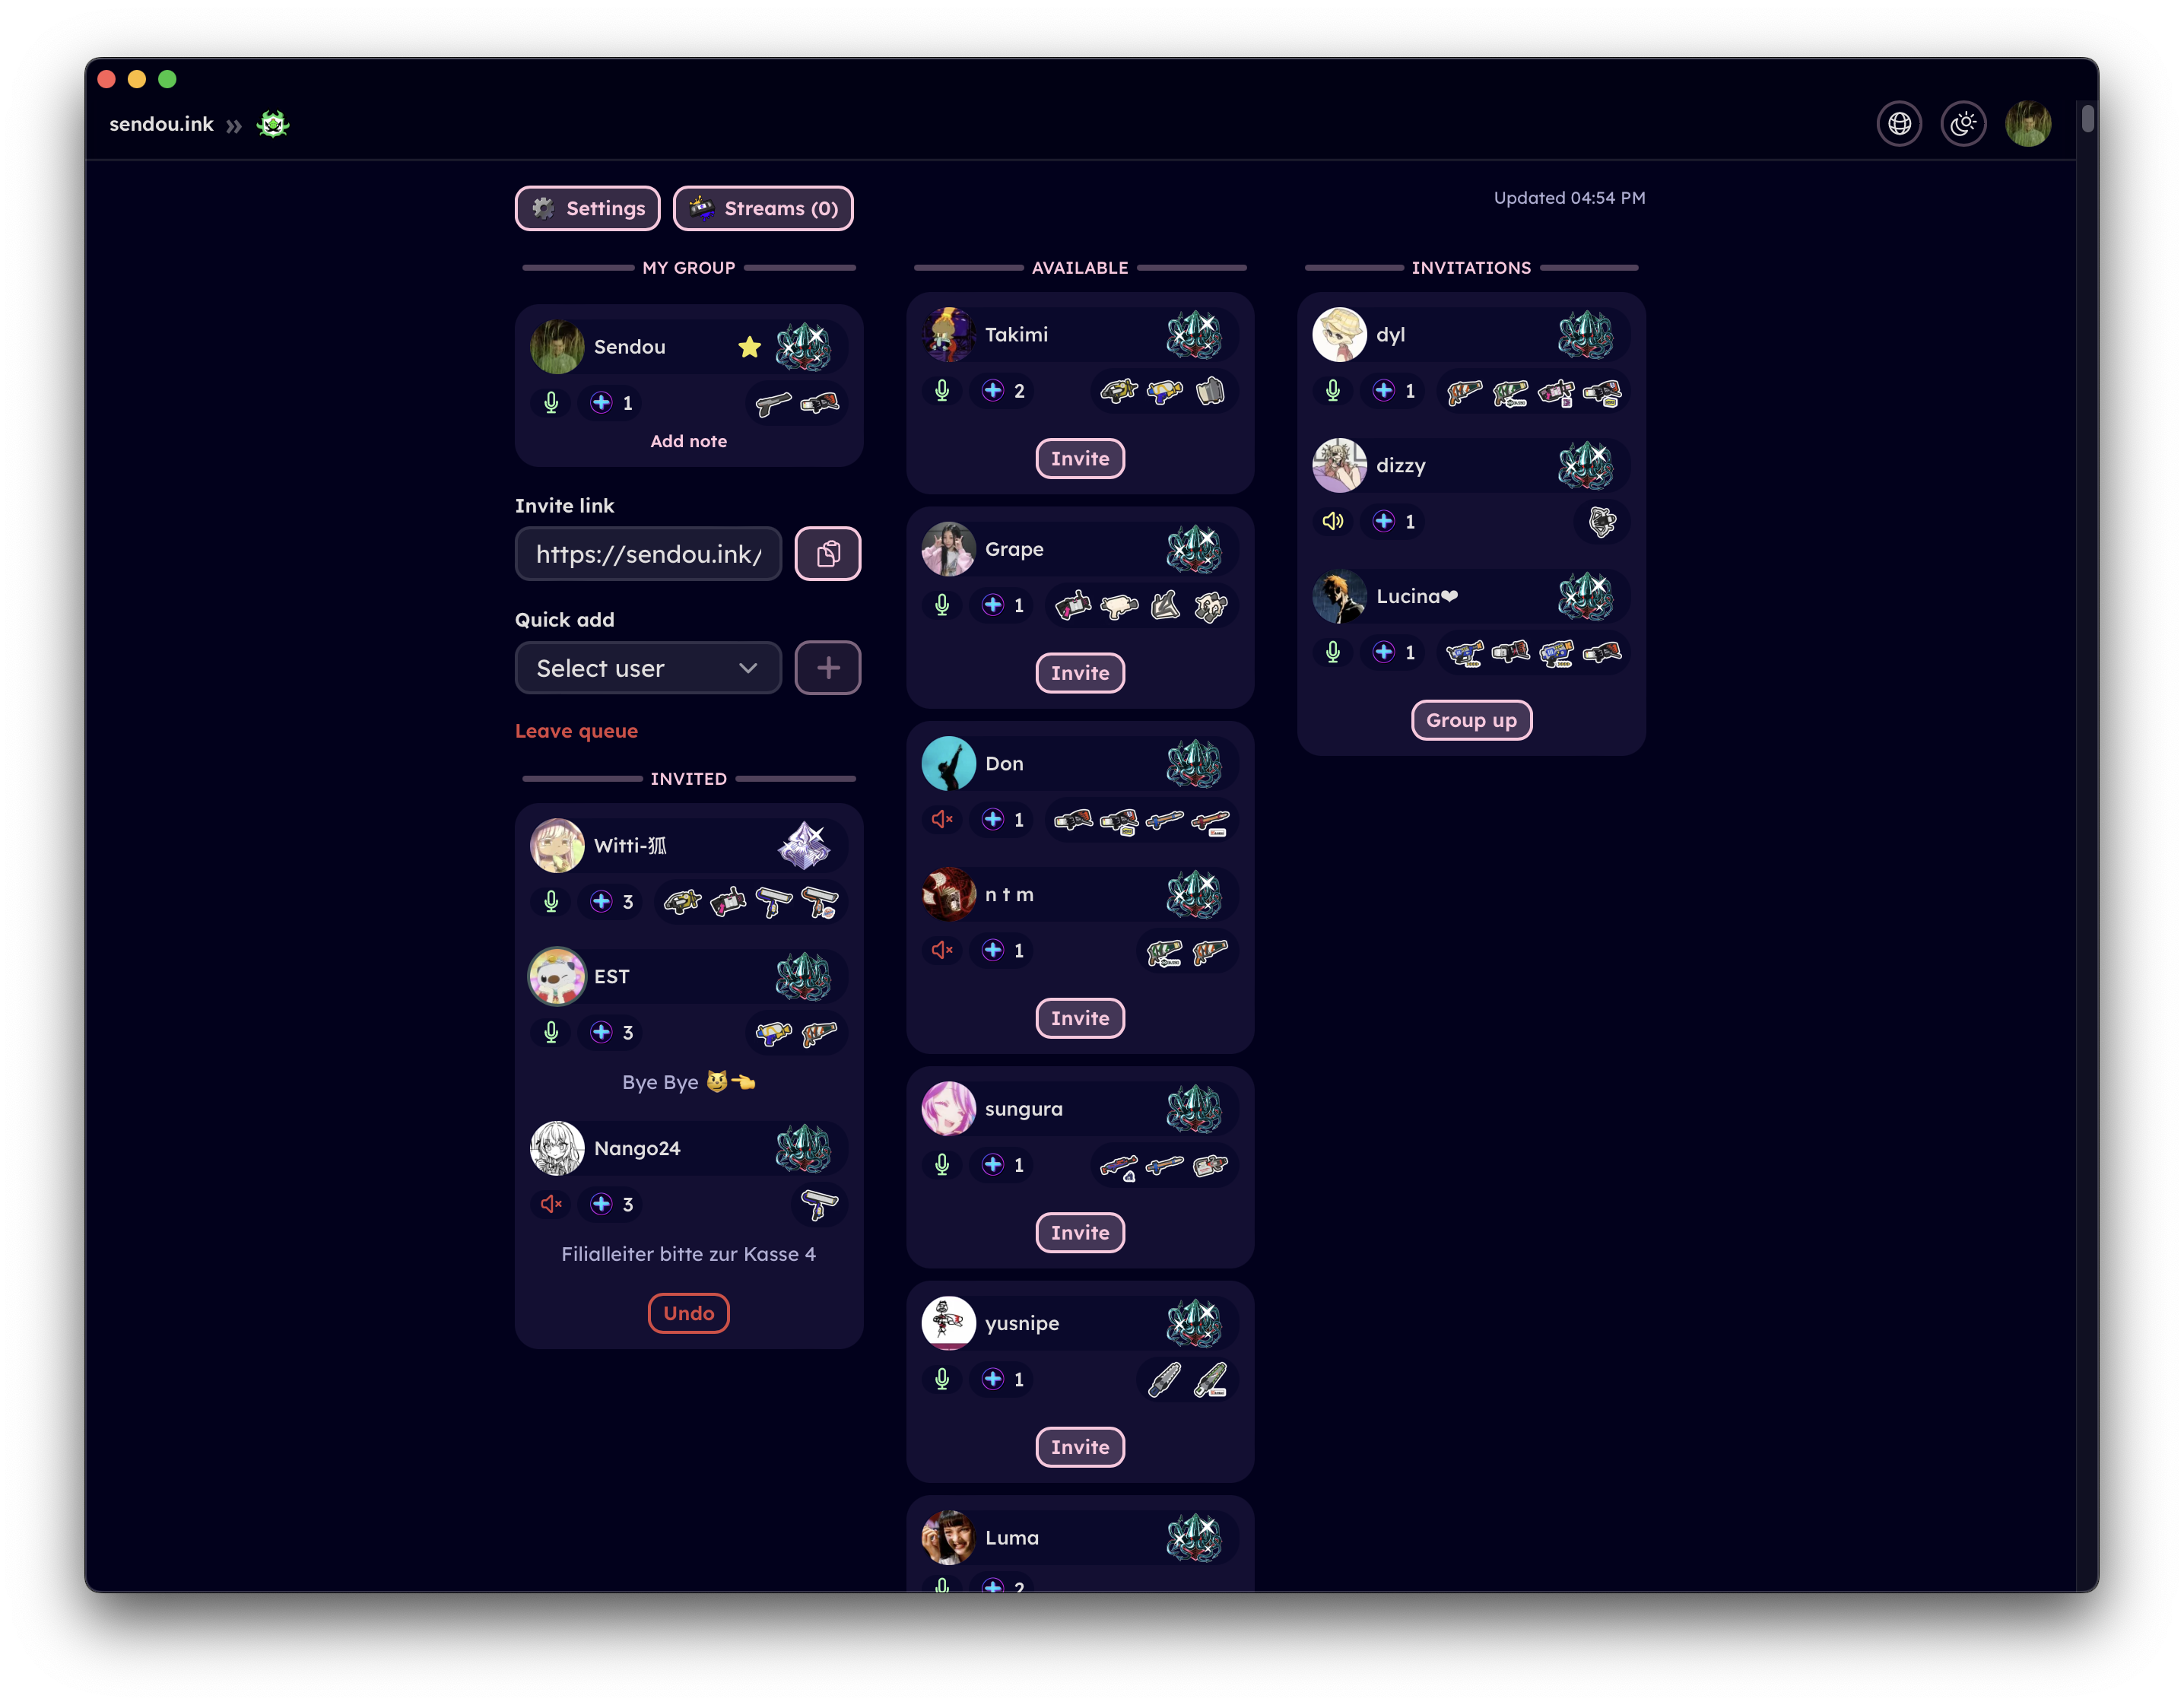 sendou.ink »
Settings
Streams (0)
Updated 04:54 PM
MY GROUP
Sendou
1
Add note
Invite link
https://sendou.ink/
Quick add
Select user
Leave queue
INVITED
Witti-狐
3
EST
3
Bye Bye 😼👈
Nango24
3
Filialleiter bitte zur Kasse 4
Undo
AVAILABLE
Takimi
2
Invite
Grape
1
Invite
Don
1
n t m
1
Invite
sungura
1
Invite
yusnipe
1
Invite
Luma
2
INVITATIONS
dyl
1
dizzy
1
Lucina❤
1
Group up